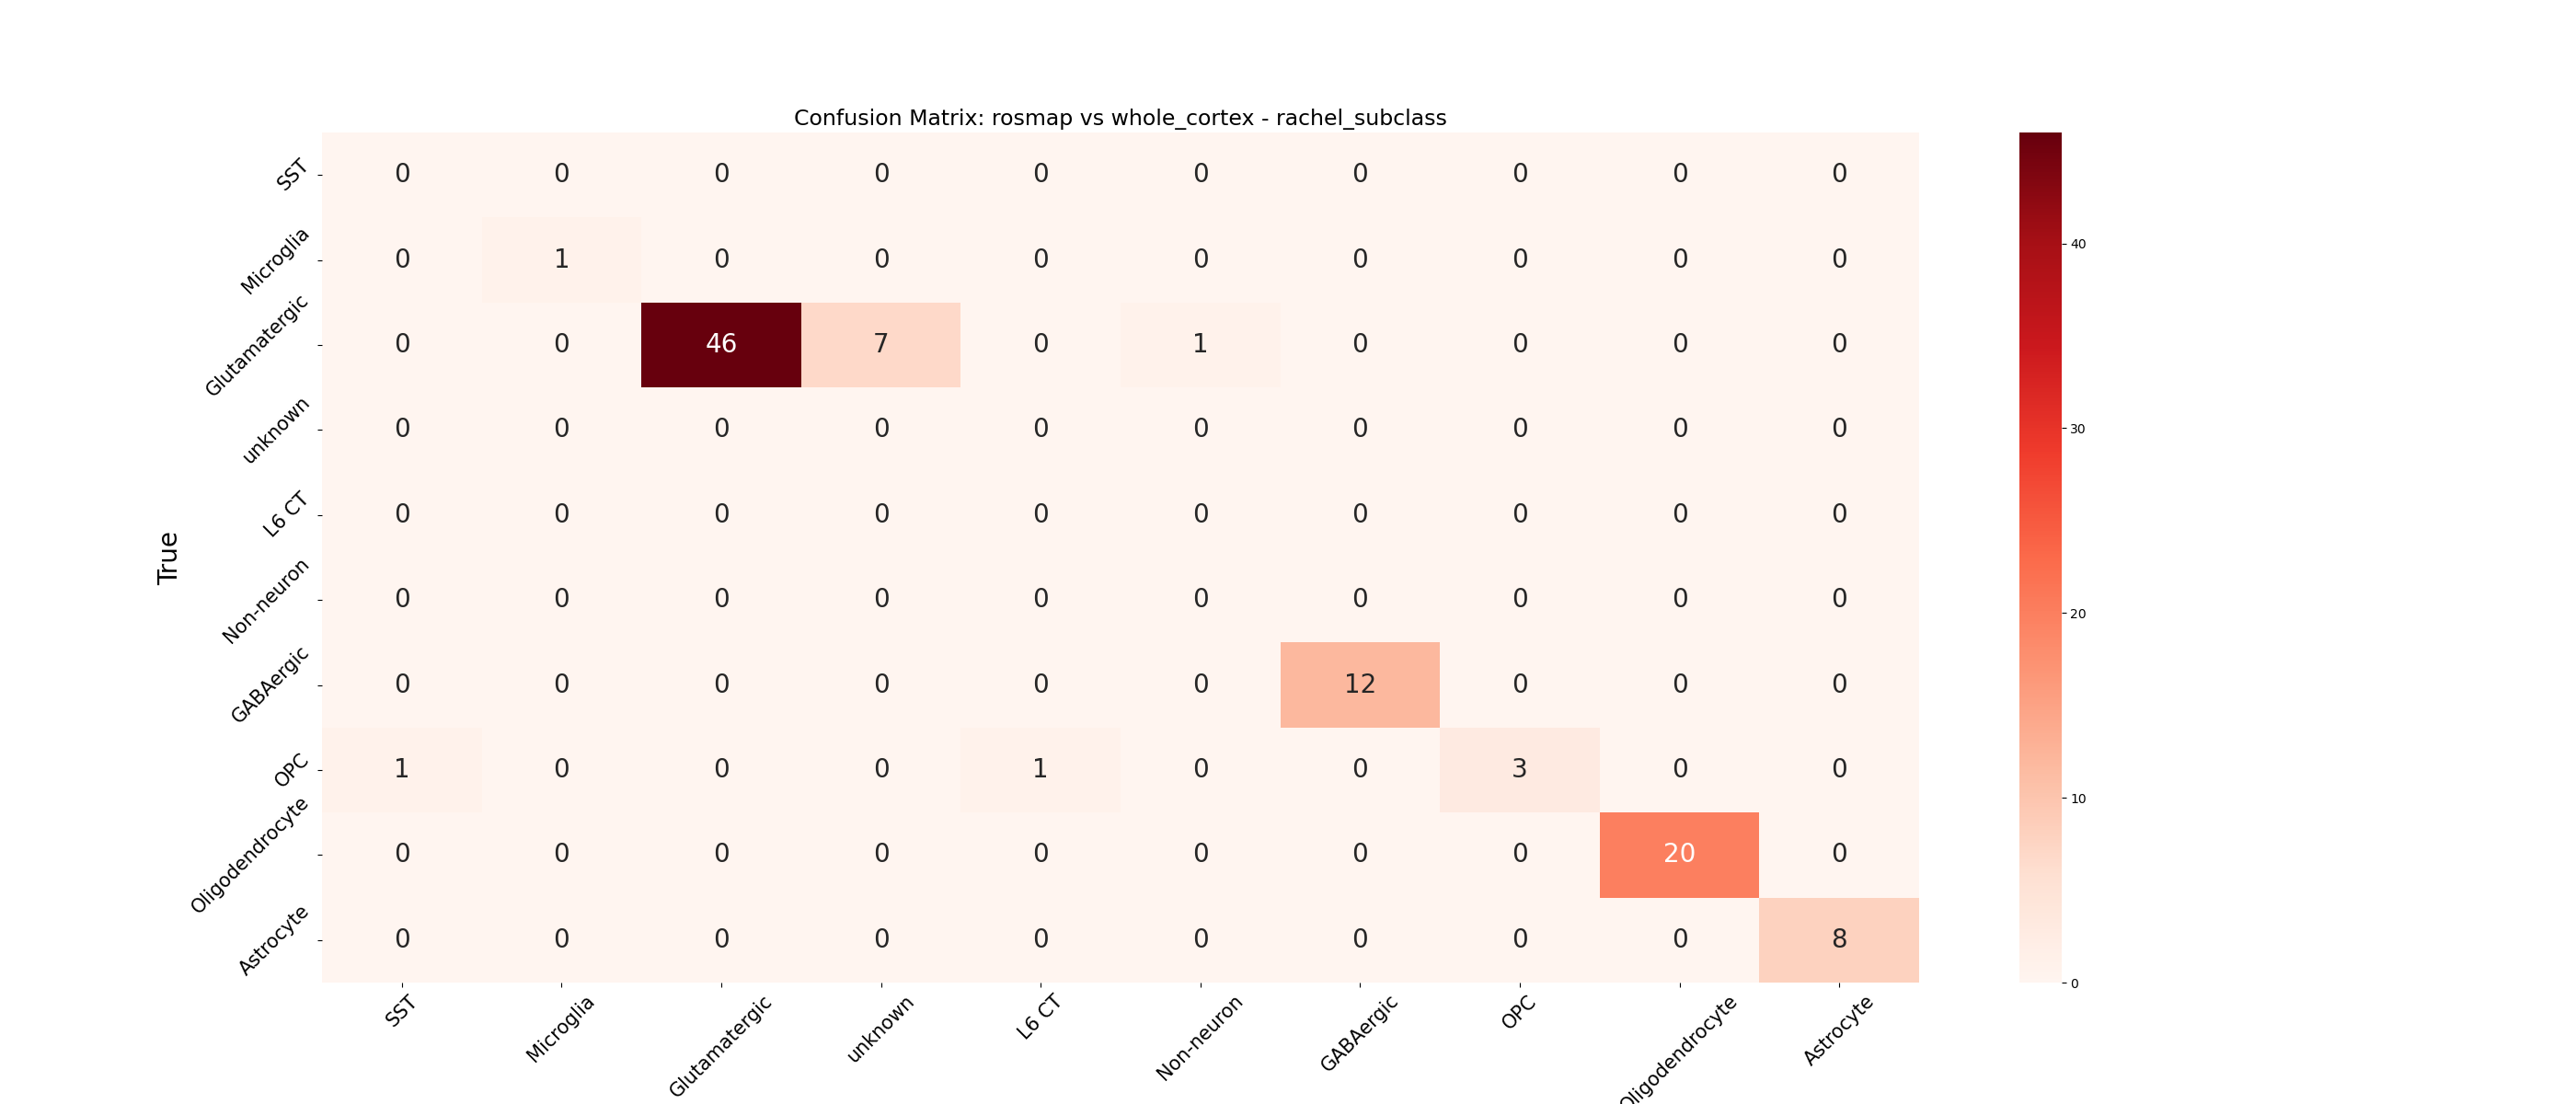 Confusion Matrix: rosmap vs whole_cortex - rachel_subclass
True
SST 0 0 0 0 0 0 0 0 0 0
Microglia 0 1 0 0 0 0 0 0 0 0
Glutamatergic 0 0 46 7 0 1 0 0 0 0
unknown 0 0 0 0 0 0 0 0 0 0
L6 CT 0 0 0 0 0 0 0 0 0 0
Non-neuron 0 0 0 0 0 0 0 0 0 0
GABAergic 0 0 0 0 0 0 12 0 0 0
OPC 1 0 0 0 1 0 0 3 0 0
Oligodendrocyte 0 0 0 0 0 0 0 0 20 0
Astrocyte 0 0 0 0 0 0 0 0 0 8
SST Microglia Glutamatergic unknown L6 CT Non-neuron GABAergic OPC Oligodendrocyte Astrocyte
40
30
20
10
0